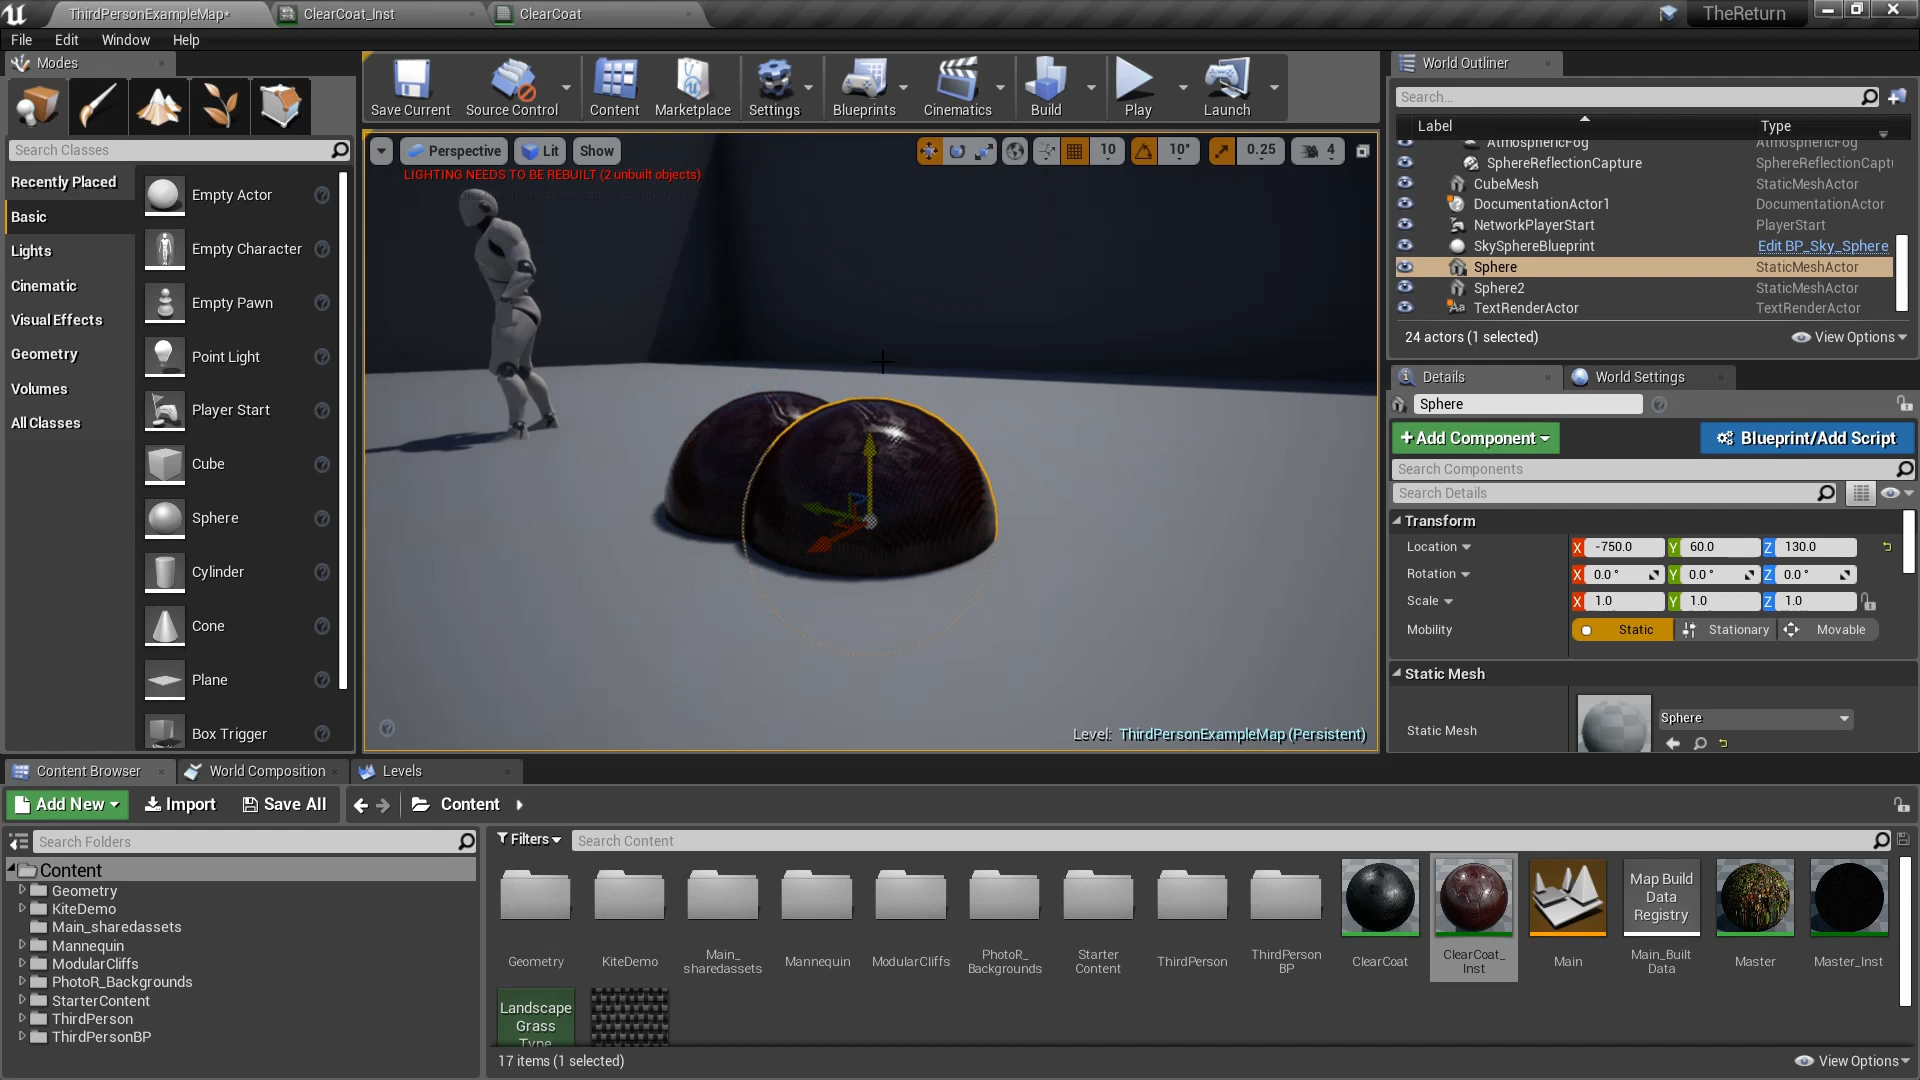 ThirdPersonExampleMap*
ClearCoat_Inst
ClearCoat
TheReturn
File
Edit
Window
Help
Modes
Search Classes
Recently Placed
Basic
Lights
Cinematic
Visual Effects
Geometry
Volumes
All Classes
Empty Actor
Empty Character
Empty Pawn
Point Light
Player Start
Cube
Sphere
Cylinder
Cone
Plane
Box Trigger
Save Current
Source Control
Content
Marketplace
Settings
Blueprints
Cinematics
Build
Play
Launch
Perspective
Lit
Show
10
10°
0.25
4
LIGHTING NEEDS TO BE REBUILT (2 unbuilt objects)
Level: ThirdPersonExampleMap (Persistent)
World Outliner
Search...
Label
Type
AtmosphericFog
AtmosphericFog
SphereReflectionCapture
SphereReflectionCaptu
CubeMesh
StaticMeshActor
DocumentationActor1
DocumentationActor
NetworkPlayerStart
PlayerStart
SkySphereBlueprint
Edit BP_Sky_Sphere
Sphere
StaticMeshActor
Sphere2
StaticMeshActor
TextRenderActor
TextRenderActor
24 actors (1 selected)
View Options
Details
World Settings
Sphere
+Add Component
Blueprint/Add Script
Search Components
Search Details
Transform
Location
X -750.0 Y 60.0 Z 130.0
Rotation
X 0.0 ° Y 0.0 ° Z 0.0 °
Scale
X 1.0 Y 1.0 Z 1.0
Mobility
Static
Stationary
Movable
Static Mesh
Static Mesh
Sphere
Content Browser
World Composition
Levels
Add New
Import
Save All
Content
Search Folders
Content
Geometry
KiteDemo
Main_sharedassets
Mannequin
ModularCliffs
PhotoR_Backgrounds
StarterContent
ThirdPerson
ThirdPersonBP
Filters
Search Content
Geometry
KiteDemo
Main_
sharedassets
Mannequin
ModularCliffs
PhotoR_
Backgrounds
Starter
Content
ThirdPerson
ThirdPerson
BP
ClearCoat
ClearCoat_
Inst
Main
Map Build
Data
Registry
Main_Built
Data
Master
Master_Inst
Landscape
Grass
Type
17 items (1 selected)
View Options